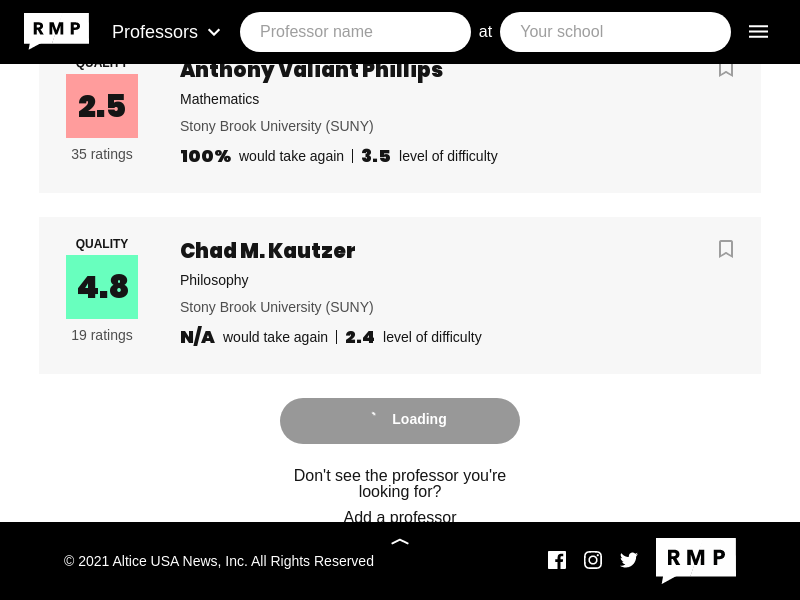 RMP
Professors
Professor name
at
Your school
QUALITY
Anthony Valiant Phillips
2.5
Mathematics
Stony Brook University (SUNY)
35 ratings
100% would take again | 3.5 level of difficulty
QUALITY
Chad M. Kautzer
4.8
Philosophy
Stony Brook University (SUNY)
19 ratings
N/A would take again | 2.4 level of difficulty
Loading
Don't see the professor you're
looking for?
Add a professor
© 2021 Altice USA News, Inc. All Rights Reserved
RMP